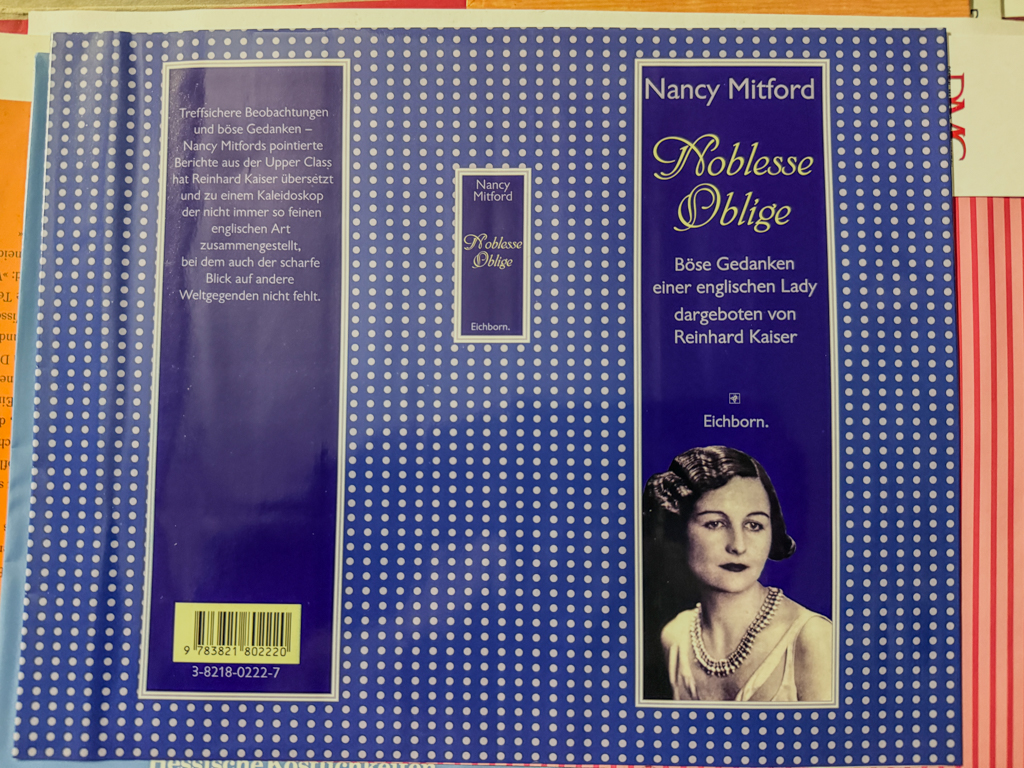 Treffsichere Beobachtungen
und böse Gedanken –
Nancy Mitfords pointierte
Berichte aus der Upper Class
hat Reinhard Kaiser übersetzt
und zu einem Kaleidoskop
der nicht immer so feinen
englischen Art
zusammengestellt,
bei dem auch der scharfe
Blick auf andere
Weltgegenden nicht fehlt.
9 783821 802220
3-8218-0222-7
Nancy
Mitford
Noblesse
Oblige
Eichborn.
Nancy Mitford
Noblesse
Oblige
Böse Gedanken
einer englischen Lady
dargeboten von
Reinhard Kaiser
Eichborn.
DMC
Hessische Köstlichkeiten